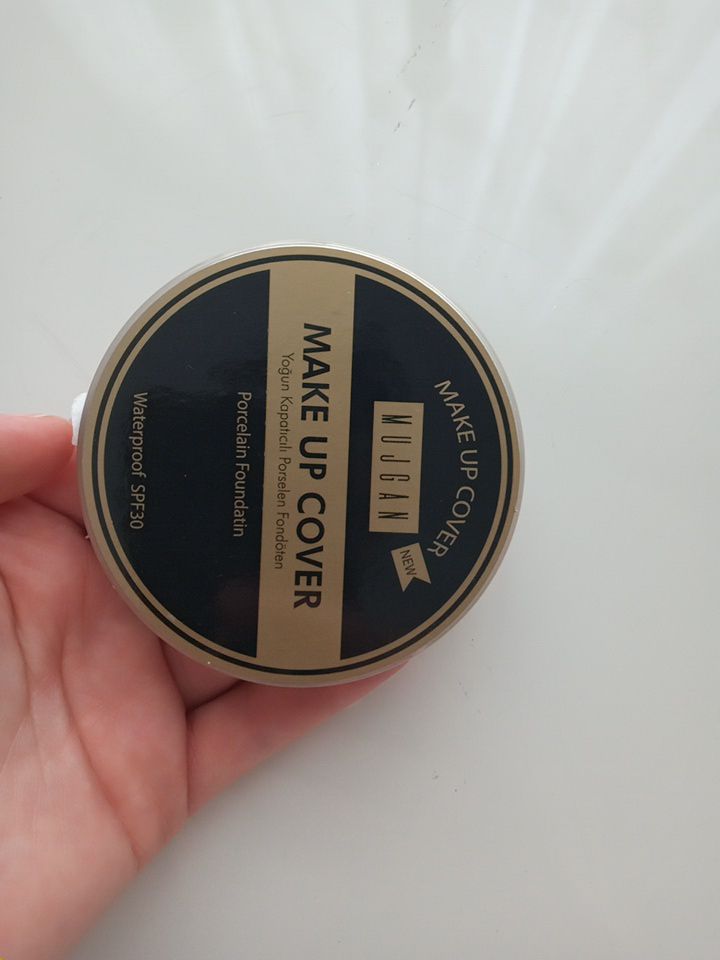 MAKE UP COVER
MUJGAN
NEW
MAKE UP COVER
Yoğun Kapatıcılı Porselen Fondöten
Porcelain Foundatin
Waterproof SPF30